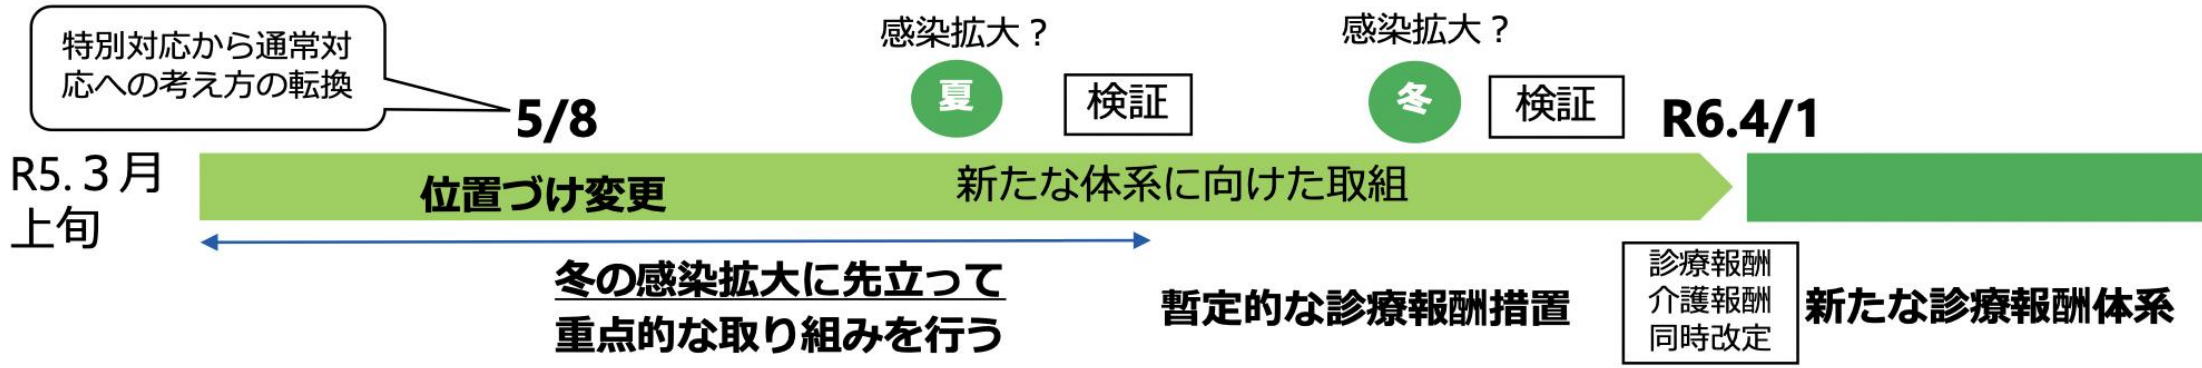 特別対応から通常対
応への考え方の転換
感染拡大？
感染拡大？
夏
検証
冬
検証
5/8
R6.4/1
R5.３月
上旬
位置づけ変更
新たな体系に向けた取組
冬の感染拡大に先立って
重点的な取り組みを行う
暫定的な診療報酬措置
診療報酬
介護報酬
同時改定
新たな診療報酬体系